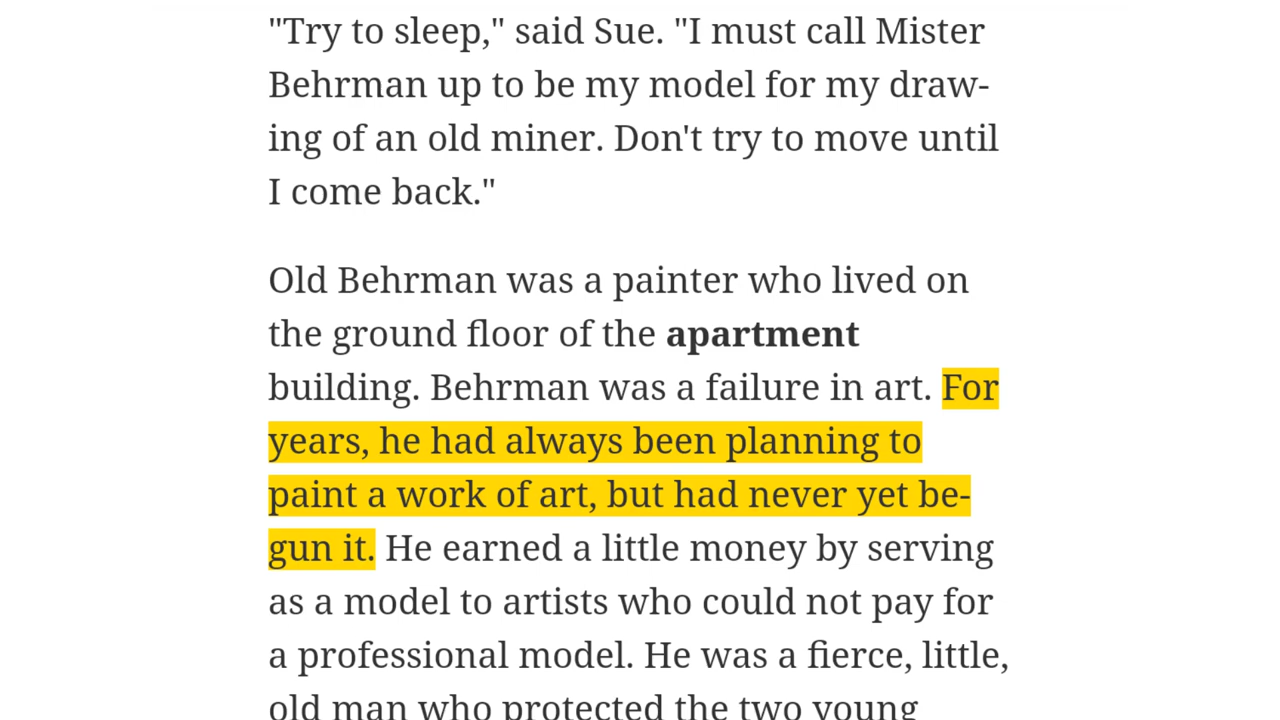 "Try to sleep," said Sue. "I must call Mister
Behrman up to be my model for my draw-
ing of an old miner. Don't try to move until
I come back."
Old Behrman was a painter who lived on
the ground floor of the apartment
building. Behrman was a failure in art. For
years, he had always been planning to
paint a work of art, but had never yet be-
gun it. He earned a little money by serving
as a model to artists who could not pay for
a professional model. He was a fierce, little,
old man who protected the two young